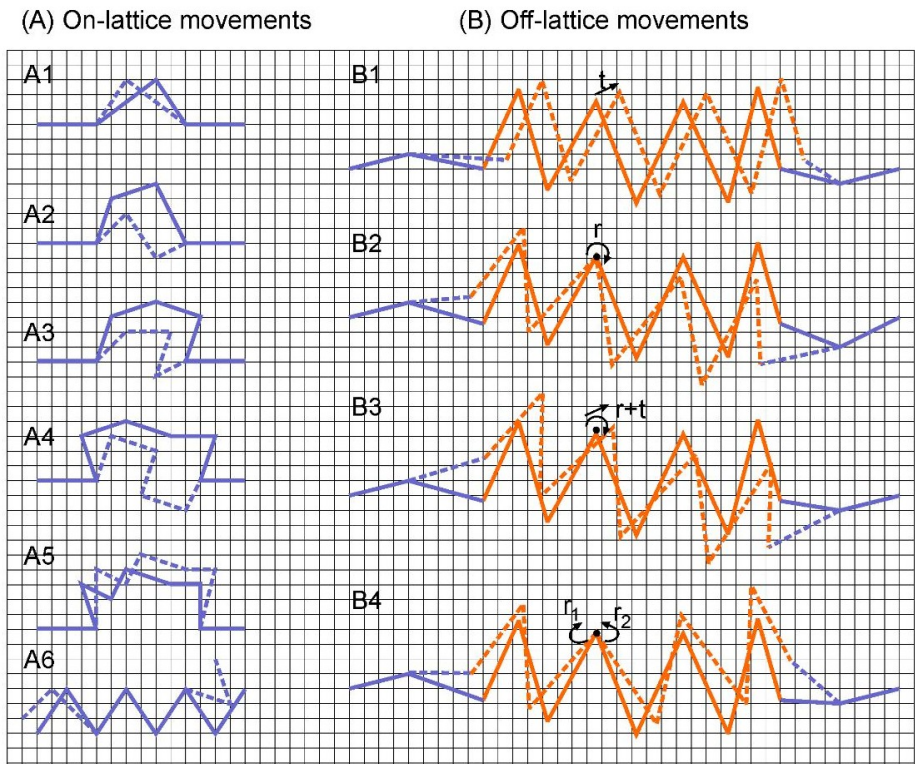 (A) On-lattice movements
(B) Off-lattice movements
A1
A2
A3
A4
A5
A6
B1
t
B2
r
B3
r+t
B4
r1 r2